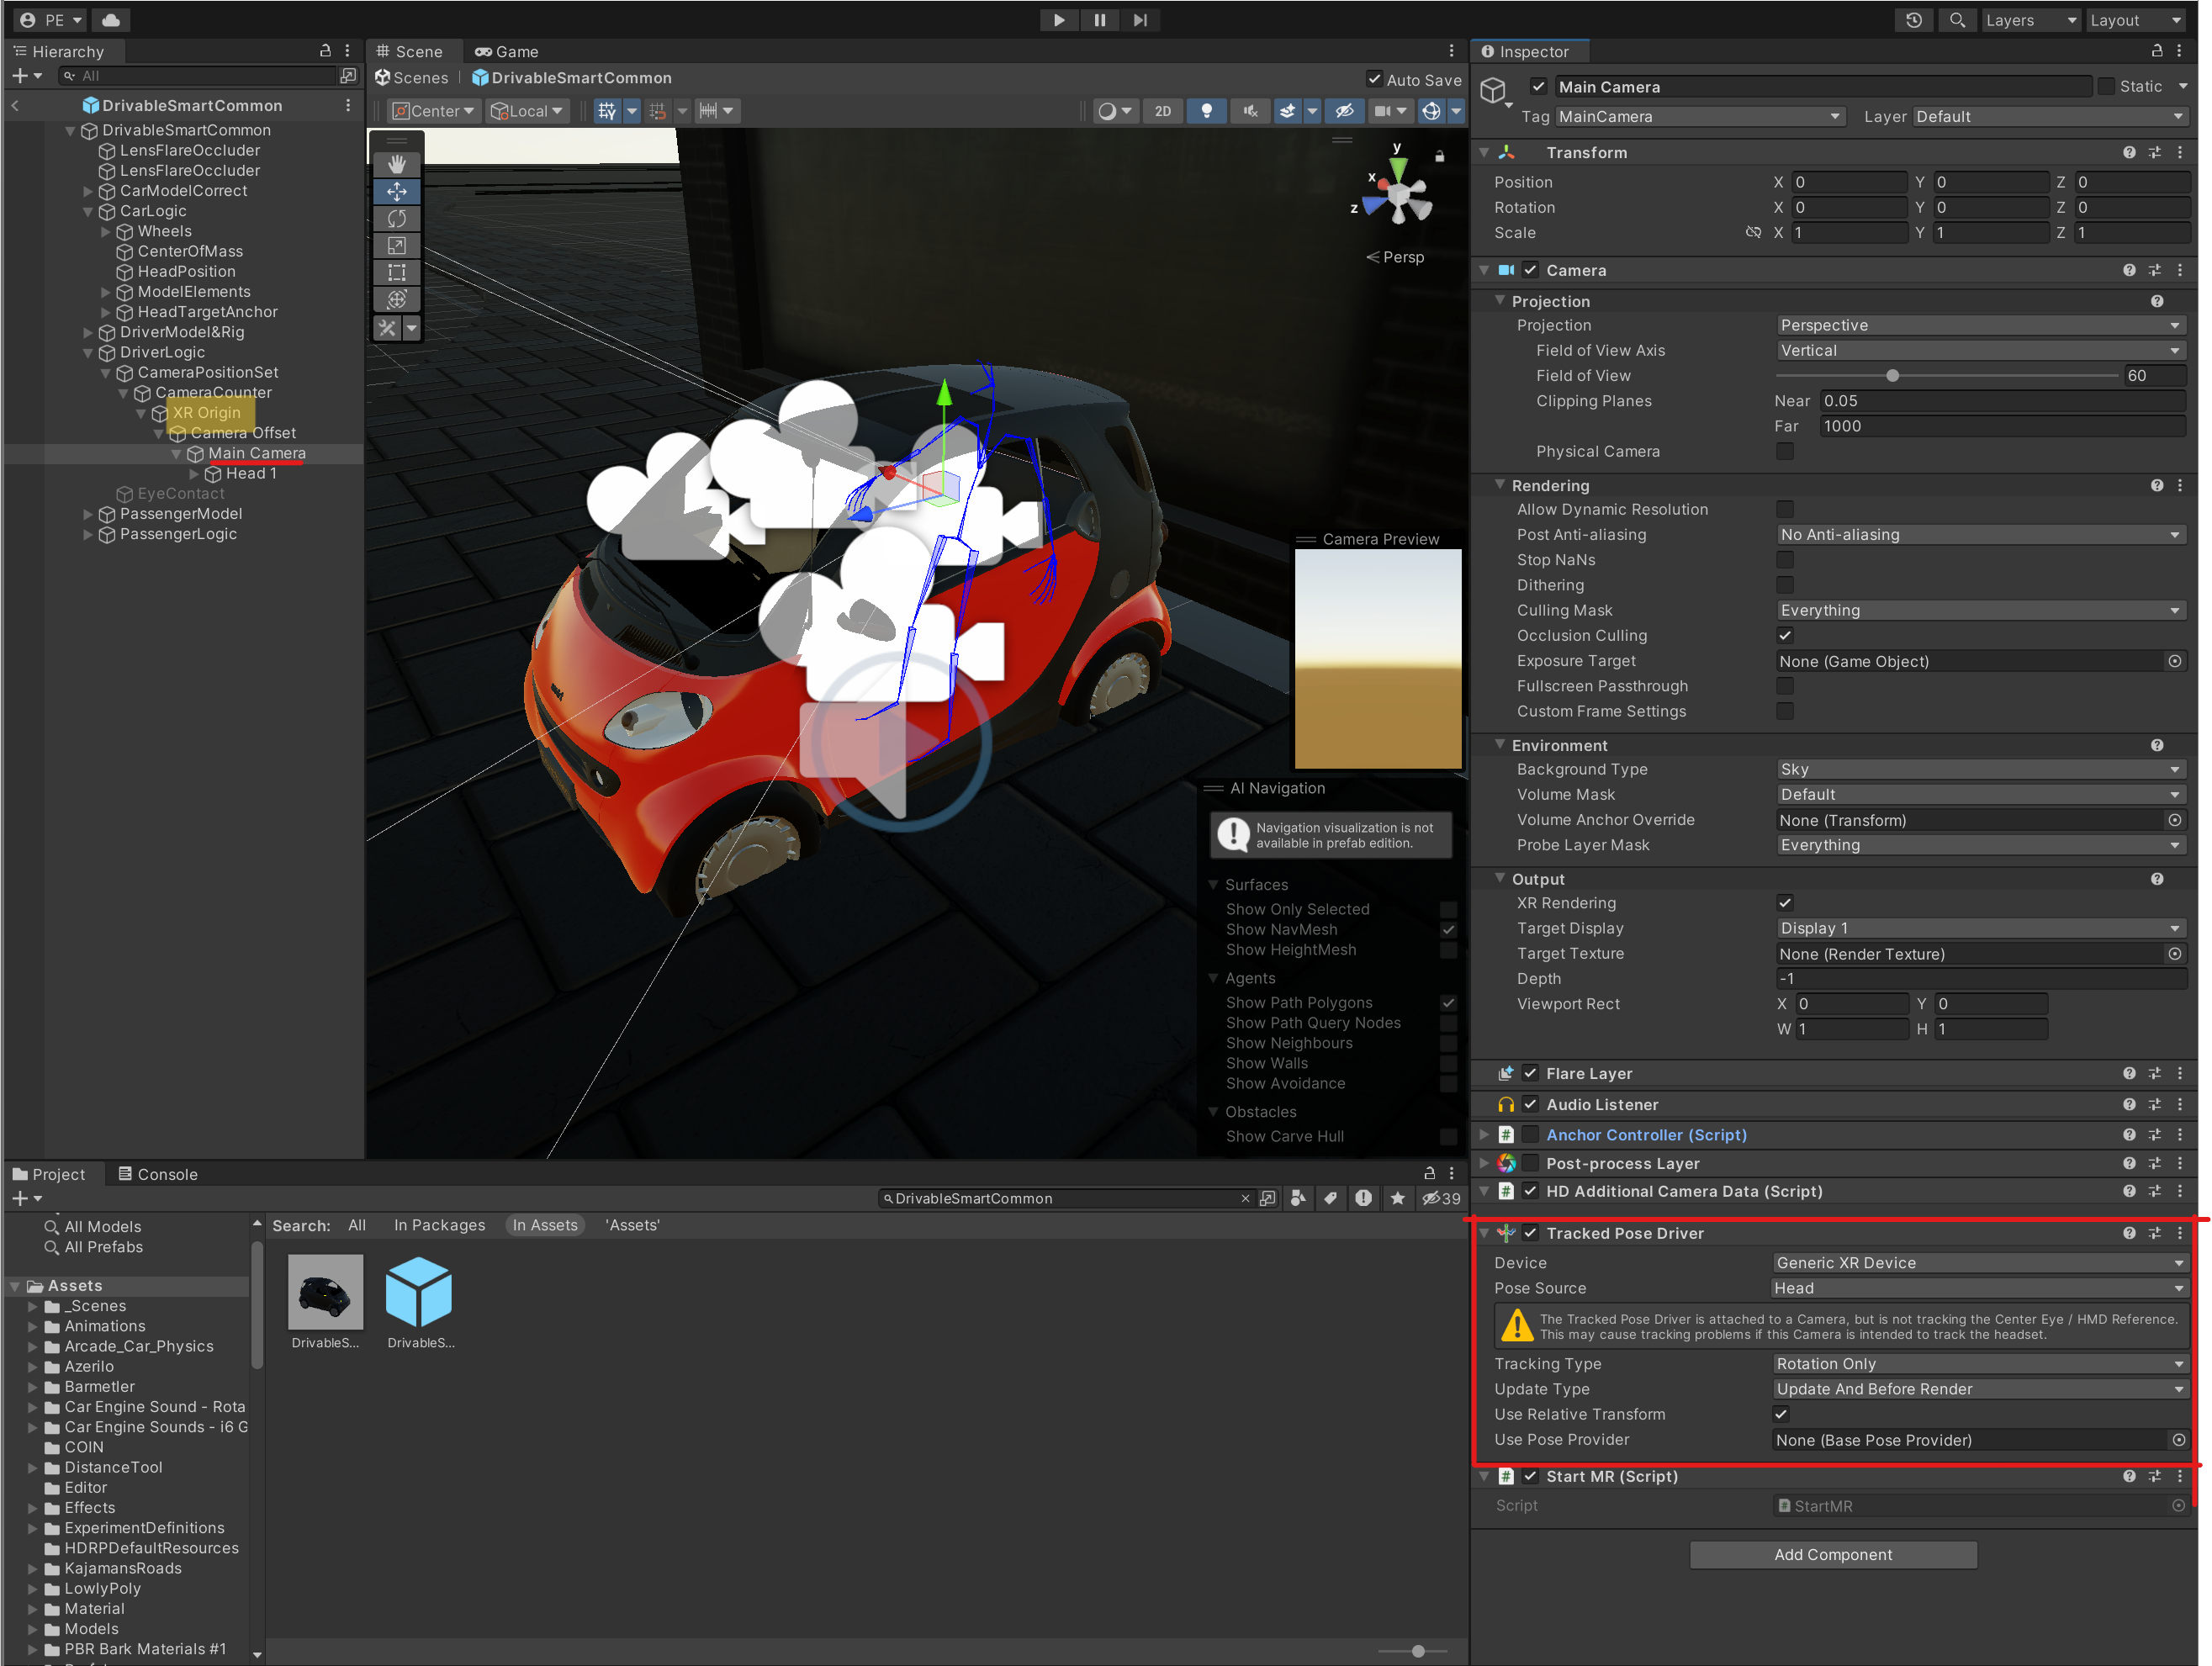 PE
Layers
Layout
Hierarchy
All
DrivableSmartCommon
DrivableSmartCommon
LensFlareOccluder
LensFlareOccluder
CarModelCorrect
CarLogic
Wheels
CenterOfMass
HeadPosition
ModelElements
HeadTargetAnchor
DriverModel&Rig
DriverLogic
CameraPositionSet
CameraCounter
XR Origin
Camera Offset
Main Camera
Head 1
EyeContact
PassengerModel
PassengerLogic
Scene
Game
Scenes
DrivableSmartCommon
Auto Save
Center
Local
2D
y
x
z
Persp
Camera Preview
AI Navigation
Navigation visualization is not
available in prefab edition.
Surfaces
Show Only Selected
Show NavMesh
Show HeightMesh
Agents
Show Path Polygons
Show Path Query Nodes
Show Neighbours
Show Walls
Show Avoidance
Obstacles
Show Carve Hull
Inspector
Main Camera
Static
Tag MainCamera
Layer Default
Transform
Position X 0 Y 0 Z 0
Rotation X 0 Y 0 Z 0
Scale X 1 Y 1 Z 1
Camera
Projection
Projection Perspective
Field of View Axis Vertical
Field of View 60
Clipping Planes Near 0.05
Far 1000
Physical Camera
Rendering
Allow Dynamic Resolution
Post Anti-aliasing No Anti-aliasing
Stop NaNs
Dithering
Culling Mask Everything
Occlusion Culling
Exposure Target None (Game Object)
Fullscreen Passthrough
Custom Frame Settings
Environment
Background Type Sky
Volume Mask Default
Volume Anchor Override None (Transform)
Probe Layer Mask Everything
Output
XR Rendering
Target Display Display 1
Target Texture None (Render Texture)
Depth -1
Viewport Rect X 0 Y 0
W 1 H 1
Flare Layer
Audio Listener
# Anchor Controller (Script)
Post-process Layer
# HD Additional Camera Data (Script)
Tracked Pose Driver
Device Generic XR Device
Pose Source Head
The Tracked Pose Driver is attached to a Camera, but is not tracking the Center Eye / HMD Reference.
This may cause tracking problems if this Camera is intended to track the headset.
Tracking Type Rotation Only
Update Type Update And Before Render
Use Relative Transform
Use Pose Provider None (Base Pose Provider)
# Start MR (Script)
Script # StartMR
Add Component
Project
Console
DrivableSmartCommon
39
All Models
All Prefabs
Assets
_Scenes
Animations
Arcade_Car_Physics
Azerilo
Barmetler
Car Engine Sound - Rota
Car Engine Sounds - i6 G
COIN
DistanceTool
Editor
Effects
ExperimentDefinitions
HDRPDefaultResources
KajamansRoads
LowlyPoly
Material
Models
PBR Bark Materials #1
Search: All In Packages In Assets 'Assets'
DrivableS...
DrivableS...